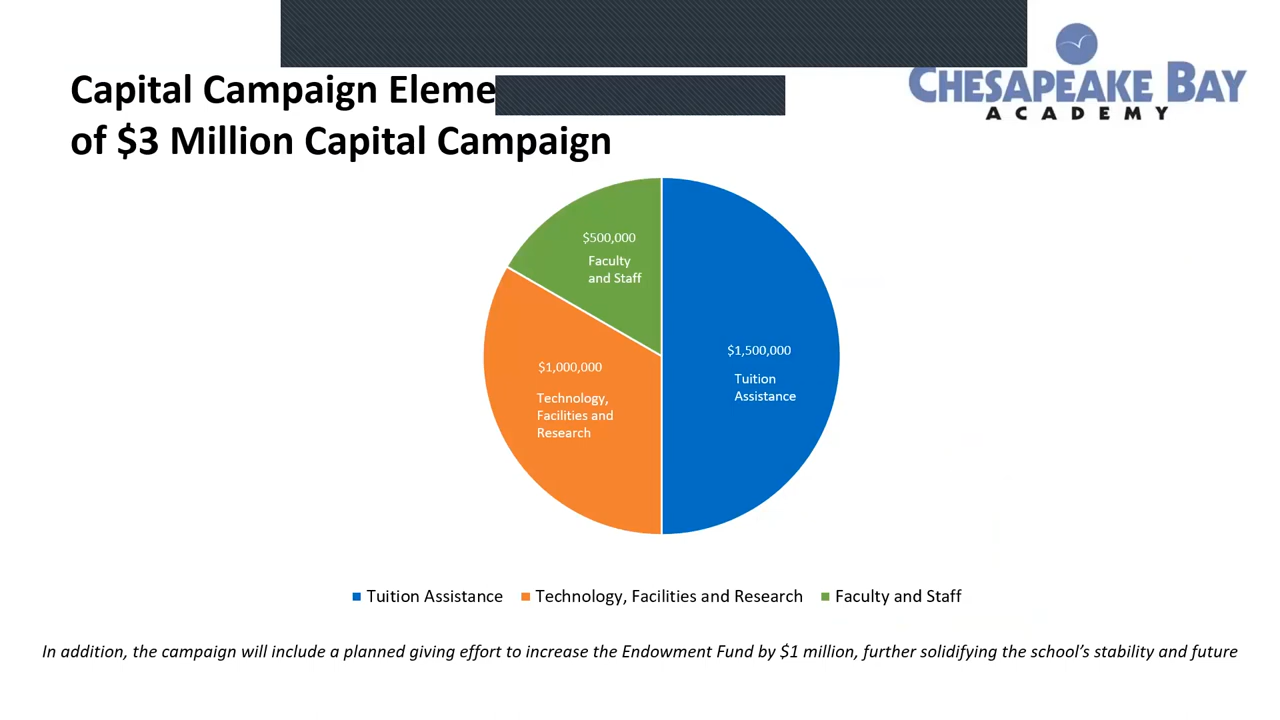 Capital Campaign Eleme
of $3 Million Capital Campaign
CHESAPEAKE BAY
ACADEMY
$500,000
Faculty
and Staff
$1,500,000
Tuition
Assistance
$1,000,000
Technology,
Facilities and
Research
Tuition Assistance Technology, Facilities and Research Faculty and Staff
In addition, the campaign will include a planned giving effort to increase the Endowment Fund by $1 million, further solidifying the school’s stability and future